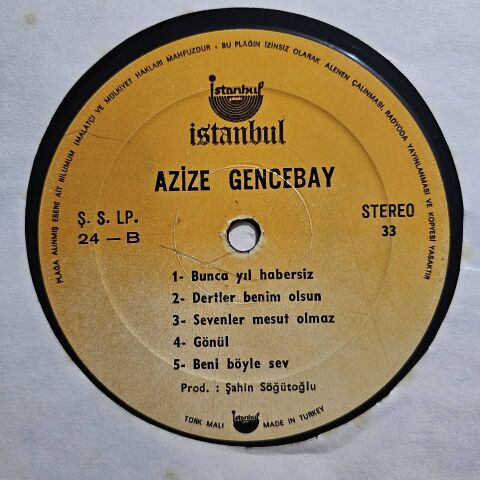 PLAĞA ALINMIŞ ESERE AİT BİLUMUM İMALATÇI VE MÜLKİYET HAKLARI MAHFUZDUR - BU PLAĞIN İZİNSİZ OLARAK ALENEN ÇALINMASI, RADYODA YAYINLANMASI VE KOPYESİ YASAKTIR
istanbul
istanbul
AZİZE GENCEBAY
Ş. S. LP.
24 - B
STEREO
33
1- Bunca yıl habersiz
2- Dertler benim olsun
3- Sevenler mesut olmaz
4- Gönül
5- Beni böyle sev
Prod. : Şahin Söğütoğlu
TÜRK MALI istanbul MADE IN TURKEY